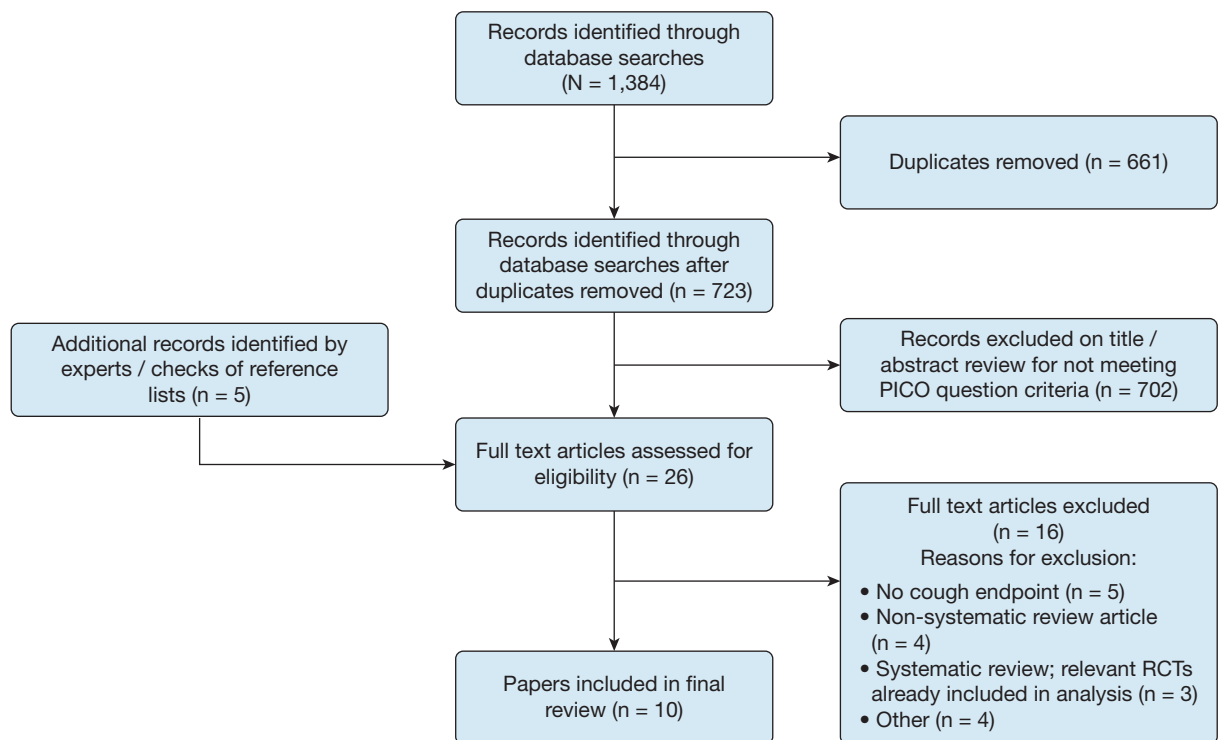 Records identified through
database searches
(N = 1,384)
Duplicates removed (n = 661)
Records identified through
database searches after
duplicates removed (n = 723)
Additional records identified by
experts / checks of reference
lists (n = 5)
Records excluded on title /
abstract review for not meeting
PICO question criteria (n = 702)
Full text articles assessed for
eligibility (n = 26)
Full text articles excluded
(n = 16)
Reasons for exclusion:
• No cough endpoint (n = 5)
• Non-systematic review article
(n = 4)
• Systematic review; relevant RCTs
already included in analysis (n = 3)
• Other (n = 4)
Papers included in final
review (n = 10)